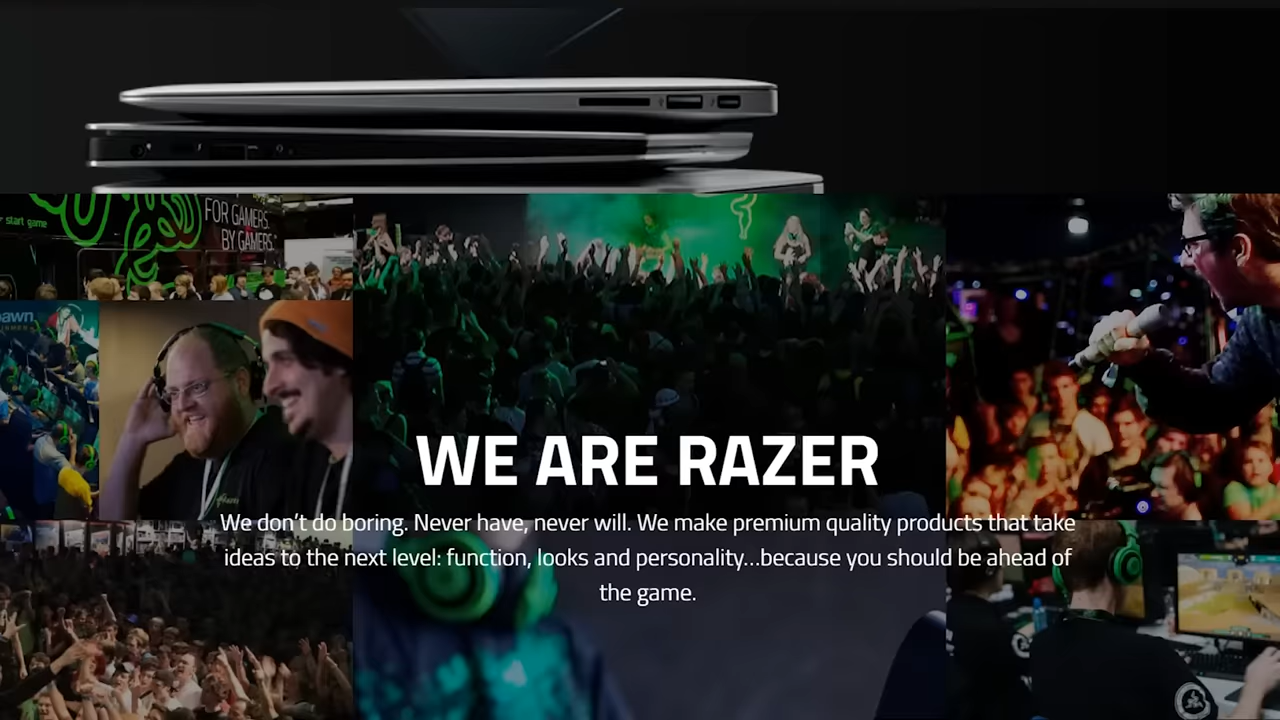 start game
FOR GAMERS.
BY GAMERS.
WE ARE RAZER
We don't do boring. Never have, never will. We make premium quality products that take
ideas to the next level: function, looks and personality...because you should be ahead of
the game.